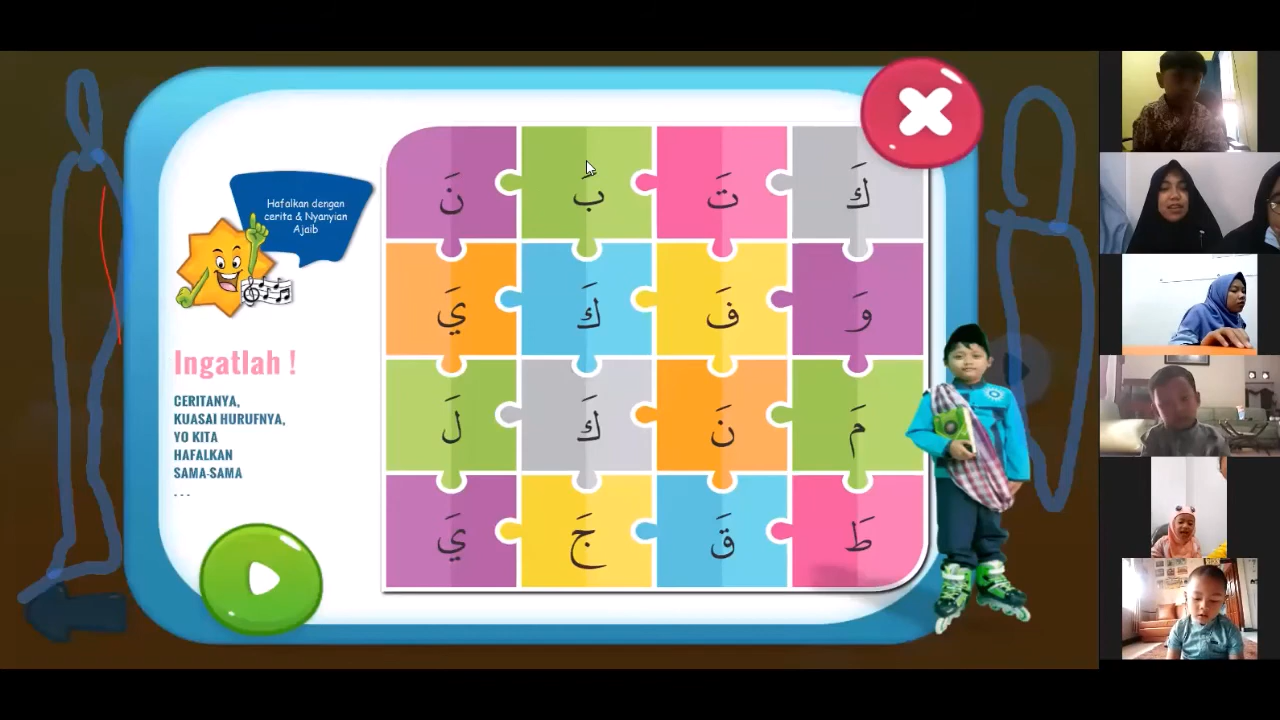 Hafalkan dengan
cerita & Nyanyian
Ajaib
Ingatlah !
CERITANYA,
KUASAI HURUFNYA,
YO KITA
HAFALKAN
SAMA-SAMA
...
كَ تَ بَ نَ
وَ فَ كَ يَ
مَ نَ كَ لَ
طَ قَ جَ يَ